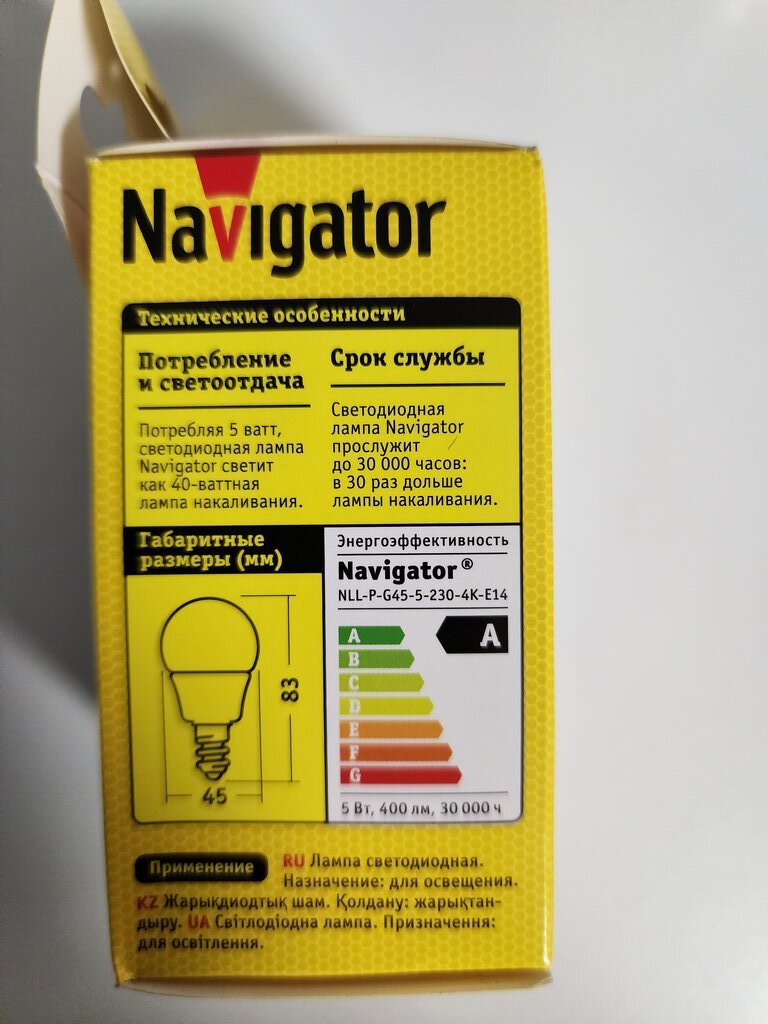 Navigator
Технические особенности
Потребление
и светоотдача
Потребляя 5 ватт,
светодиодная лампа
Navigator светит
как 40-ваттная
лампа накаливания.
Срок службы
Светодиодная
лампа Navigator
прослужит
до 30 000 часов:
в 30 раз дольше
лампы накаливания.
Габаритные
размеры (мм)
83
45
Энергоэффективность
Navigator®
NLL-P-G45-5-230-4K-E14
A
A
B
C
D
E
F
G
5 Вт, 400 лм, 30 000 ч
Применение
RU Лампа светодиодная.
Назначение: для освещения.
KZ Жарықдиодтық шам. Қолдану: жарықтан-
дыру. UA Світлодіодна лампа. Призначення:
для освітлення.